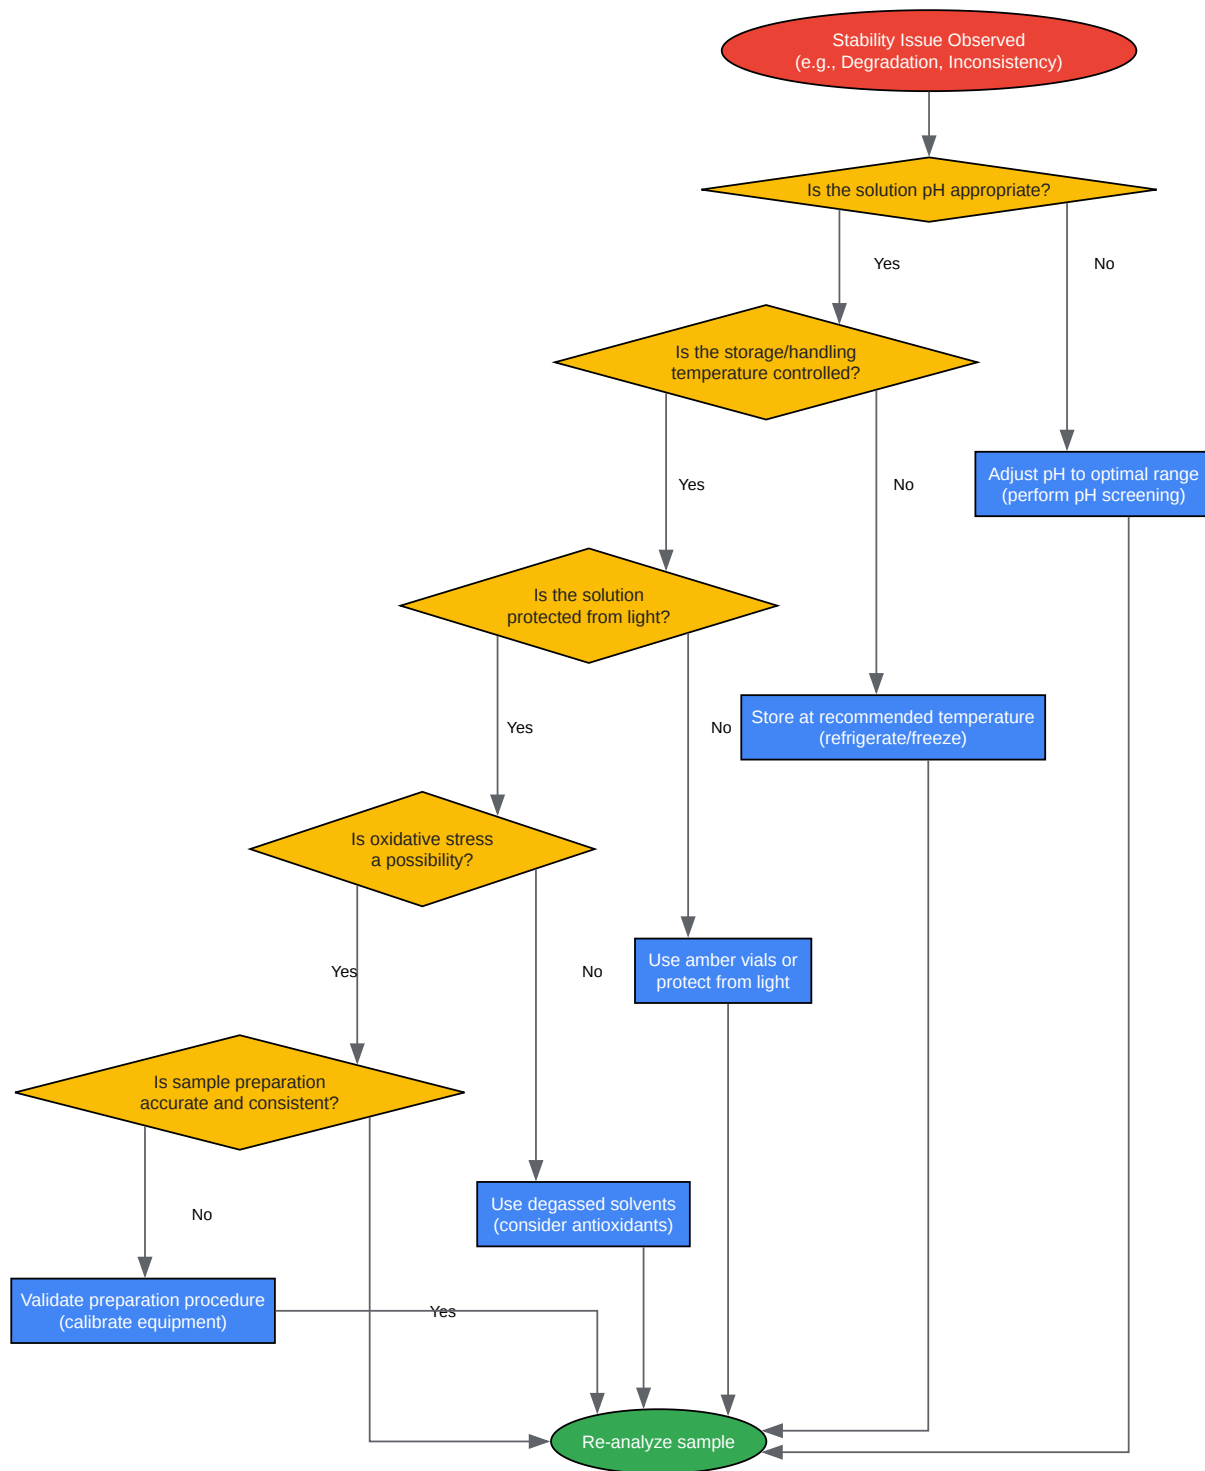 Stability Issue Observed
(e.g., Degradation, Inconsistency)
Is the solution pH appropriate?
Yes
No
Is the storage/handling
temperature controlled?
Adjust pH to optimal range
(perform pH screening)
Yes
No
Is the solution
protected from light?
Store at recommended temperature
(refrigerate/freeze)
Yes
No
Is oxidative stress
a possibility?
Use amber vials or
protect from light
Yes
No
Is sample preparation
accurate and consistent?
Use degassed solvents
(consider antioxidants)
No
Validate preparation procedure
(calibrate equipment)
Yes
Re-analyze sample